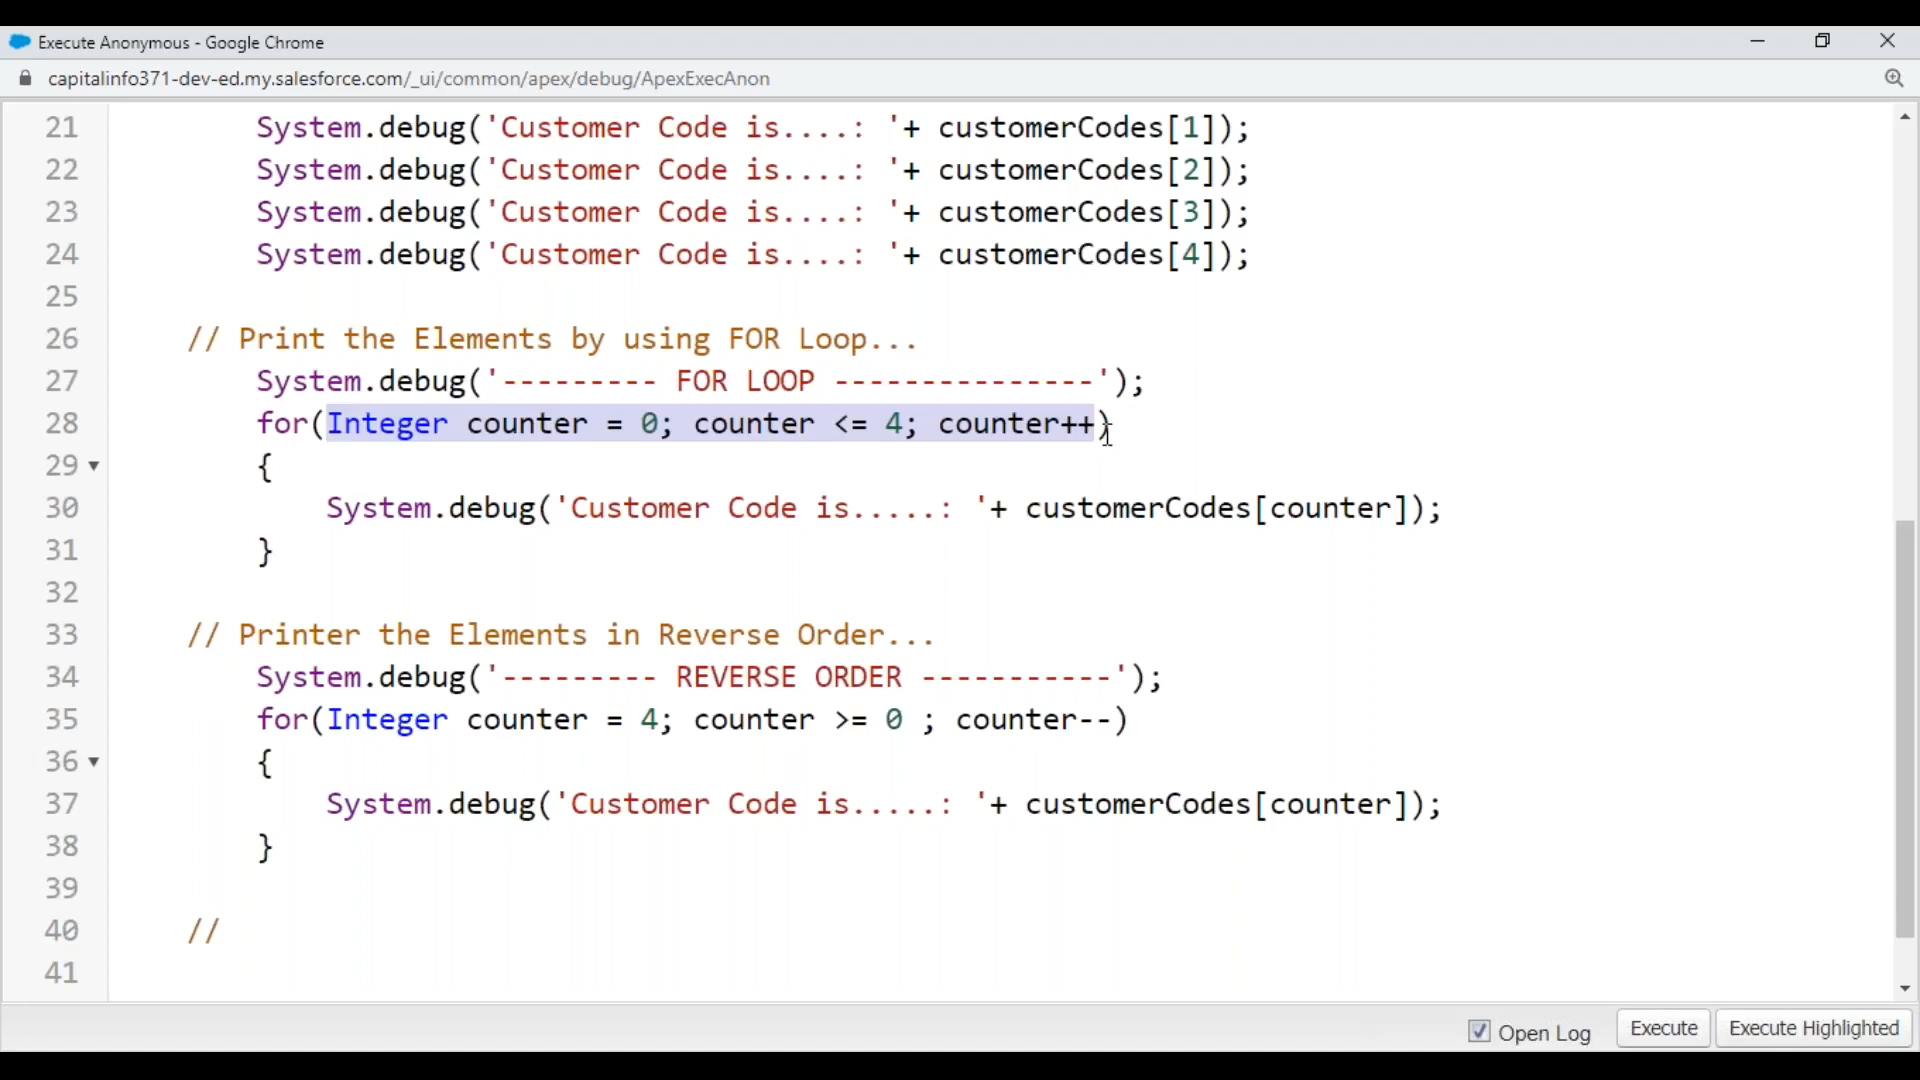 Execute Anonymous - Google Chrome
capitalinfo371-dev-ed.my.salesforce.com/_ui/common/apex/debug/ApexExecAnon
21 System.debug('Customer Code is....: '+ customerCodes[1]);
22 System.debug('Customer Code is....: '+ customerCodes[2]);
23 System.debug('Customer Code is....: '+ customerCodes[3]);
24 System.debug('Customer Code is....: '+ customerCodes[4]);
25
26 // Print the Elements by using FOR Loop...
27 System.debug('--------- FOR LOOP ---------------');
28 for(Integer counter = 0; counter <= 4; counter++)
29 {
30 System.debug('Customer Code is.....: '+ customerCodes[counter]);
31 }
32
33 // Printer the Elements in Reverse Order...
34 System.debug('--------- REVERSE ORDER -----------');
35 for(Integer counter = 4; counter >= 0 ; counter--)
36 {
37 System.debug('Customer Code is.....: '+ customerCodes[counter]);
38 }
39
40 //
41
Open Log Execute Execute Highlighted